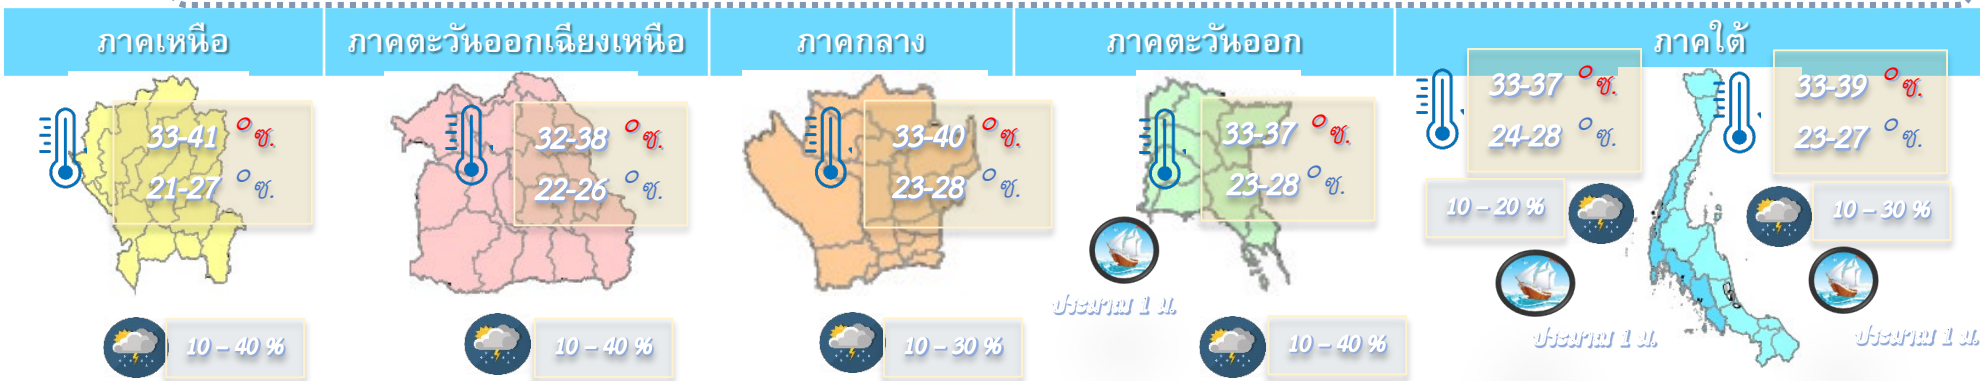 ภาคเหนือ
33-41 °ซ.
21-27 °ซ.
10 – 40 %
ภาคตะวันออกเฉียงเหนือ
32-38 °ซ.
22-26 °ซ.
10 – 40 %
ภาคกลาง
33-40 °ซ.
23-28 °ซ.
10 – 30 %
ภาคตะวันออก
33-37 °ซ.
23-28 °ซ.
ประมาณ 1 ม.
10 – 40 %
ภาคใต้
33-37 °ซ.
24-28 °ซ.
10 – 20 %
ประมาณ 1 ม.
33-39 °ซ.
23-27 °ซ.
10 – 30 %
ประมาณ 1 ม.